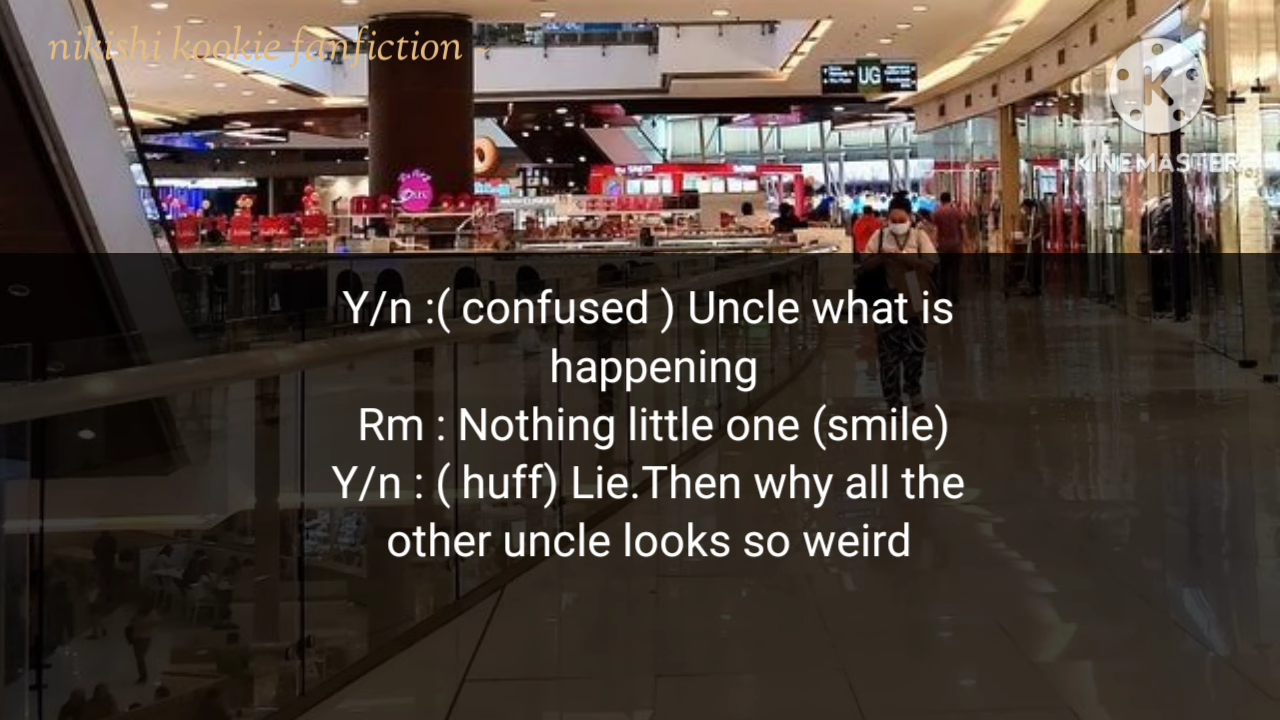 nikishi kookie fanfiction
UG
KINEMASTER
Y/n :( confused ) Uncle what is
happening
Rm : Nothing little one (smile)
Y/n : ( huff) Lie.Then why all the
other uncle looks so weird